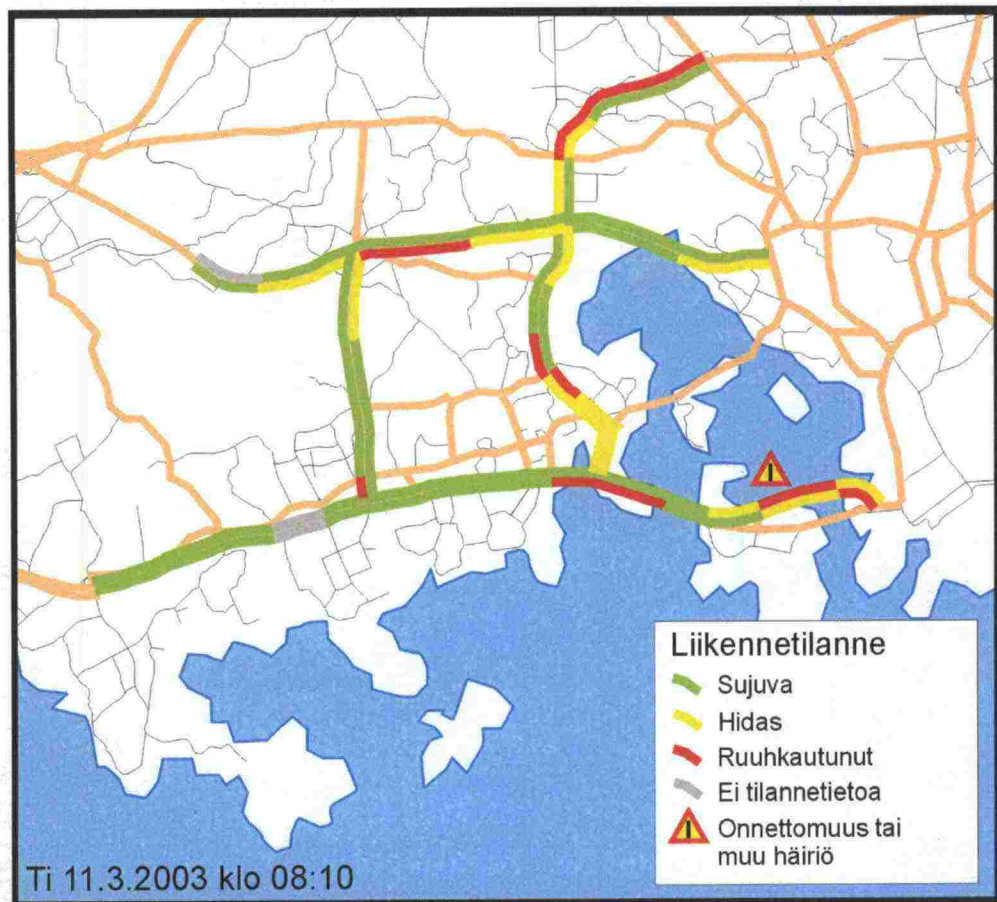 Liikennetilanne
Sujuva
Hidas
Ruuhkautunut
Ei tilannetietoa
Onnettomuus tai
muu häiriö
Ti 11.3.2003 klo 08:10